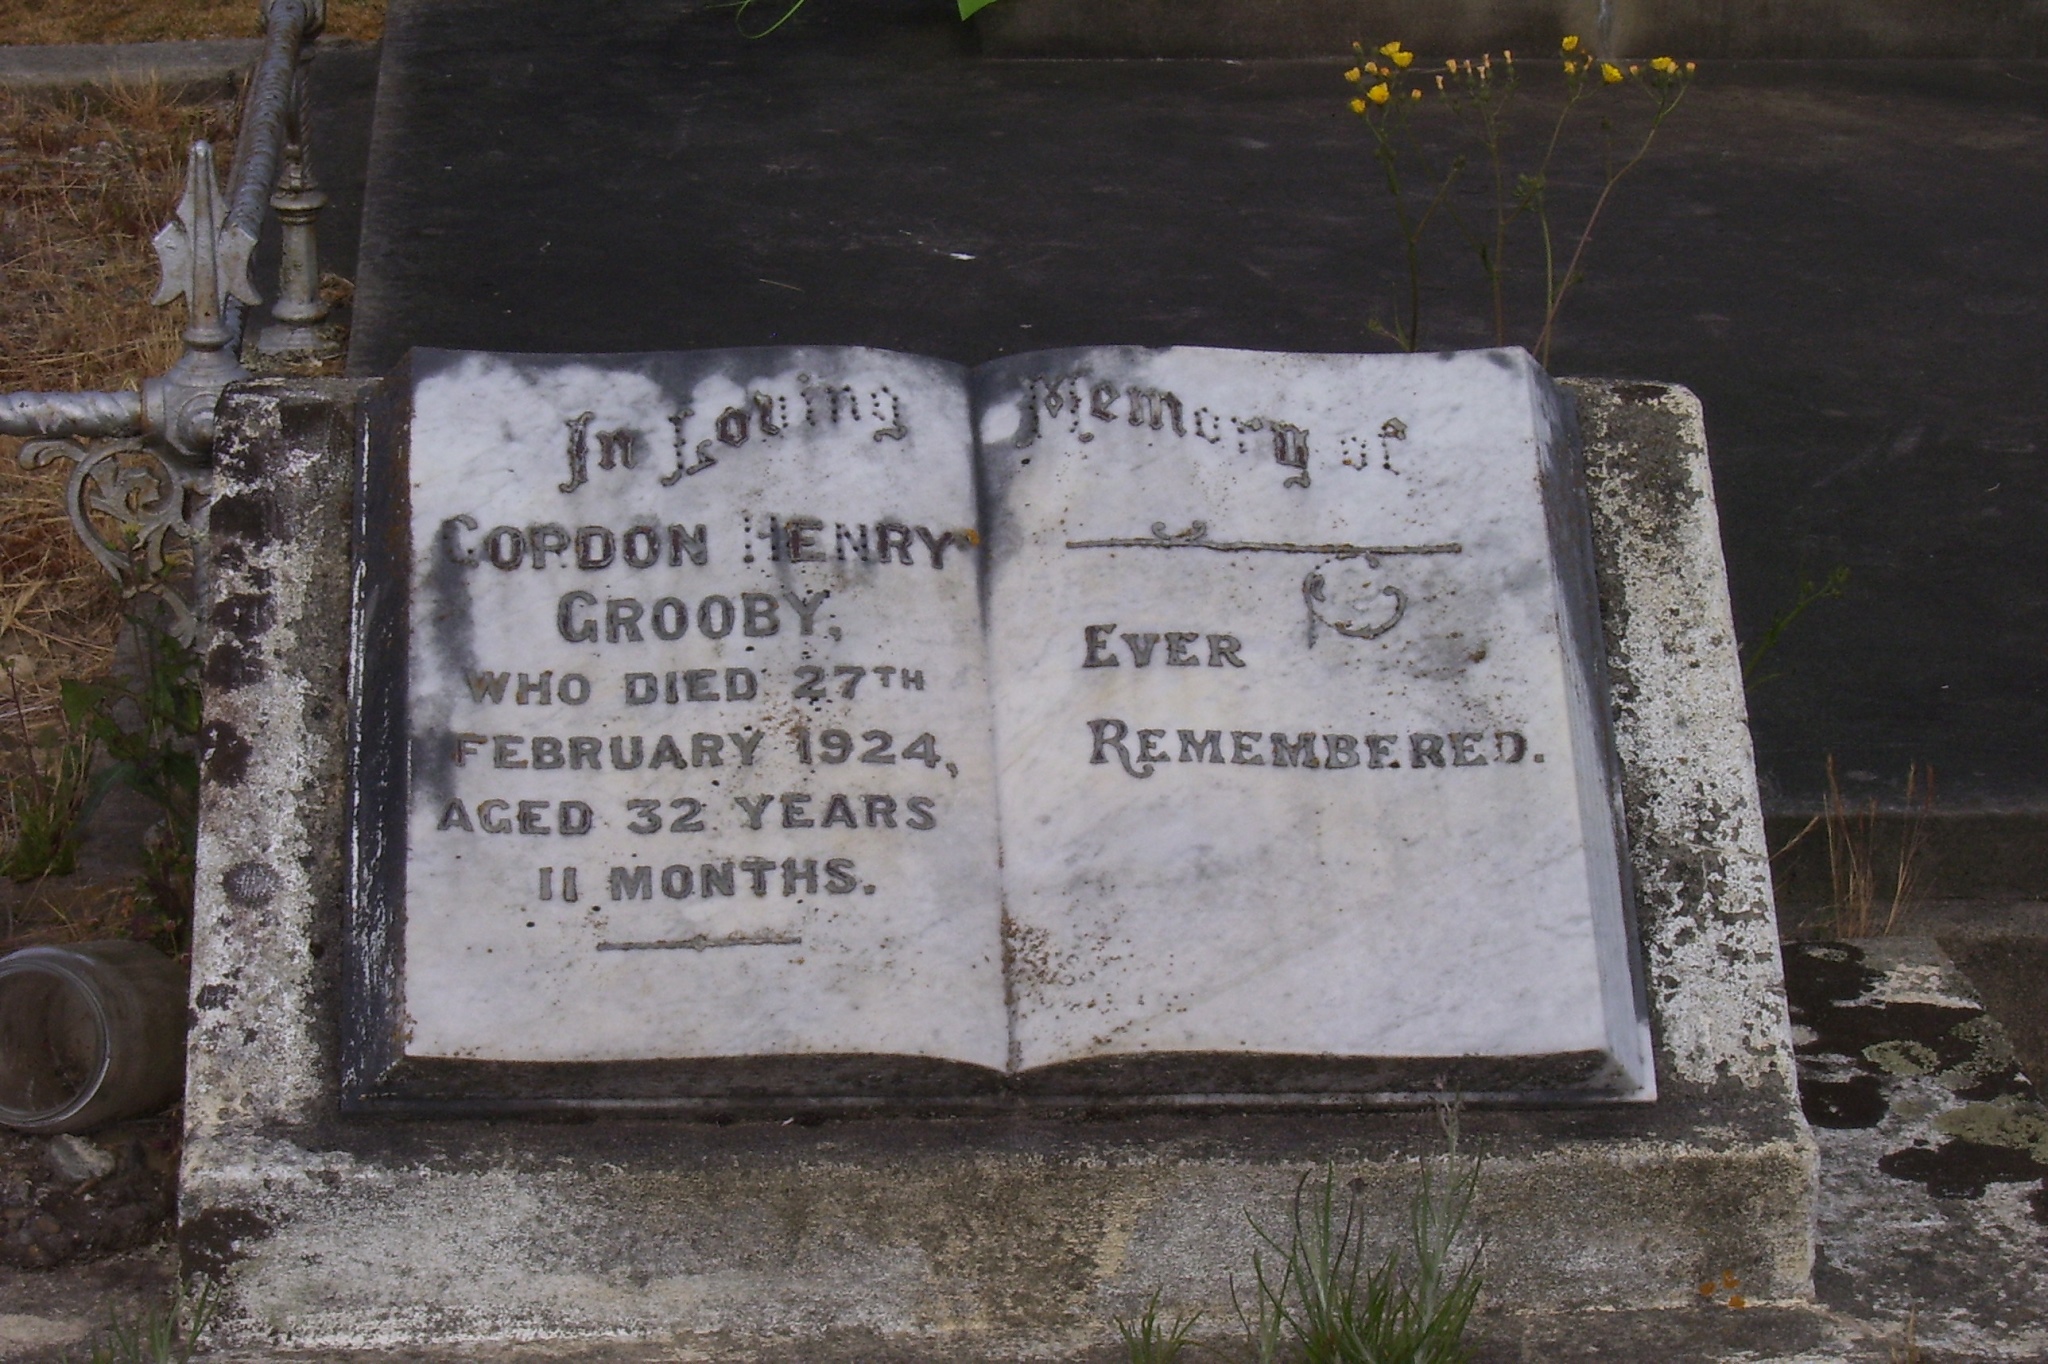 In Loving Memory of
GORDON HENRY
GROOBY,
WHO DIED 27TH
FEBRUARY 1924,
AGED 32 YEARS
11 MONTHS.
EVER
REMEMBERED.